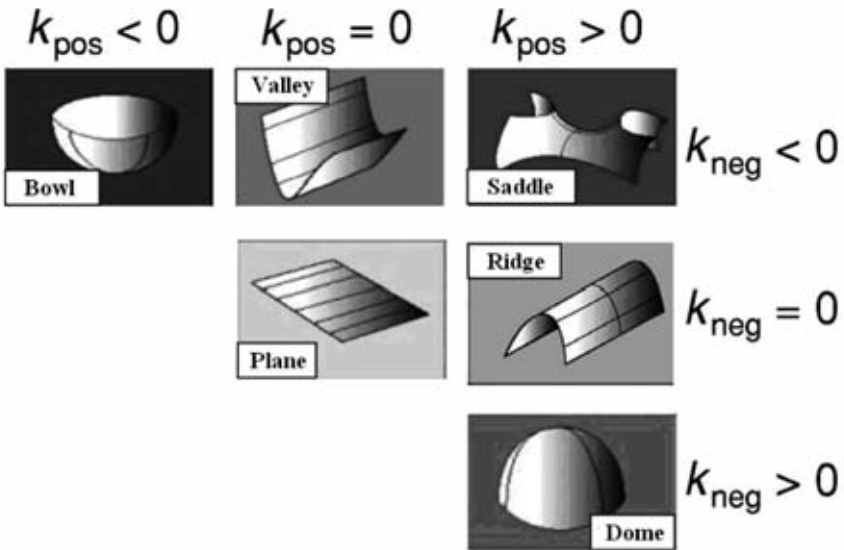 k_pos < 0 k_pos = 0 k_pos > 0
Valley
Bowl
Saddle
k_neg < 0
Ridge
Plane
k_neg = 0
Dome
k_neg > 0